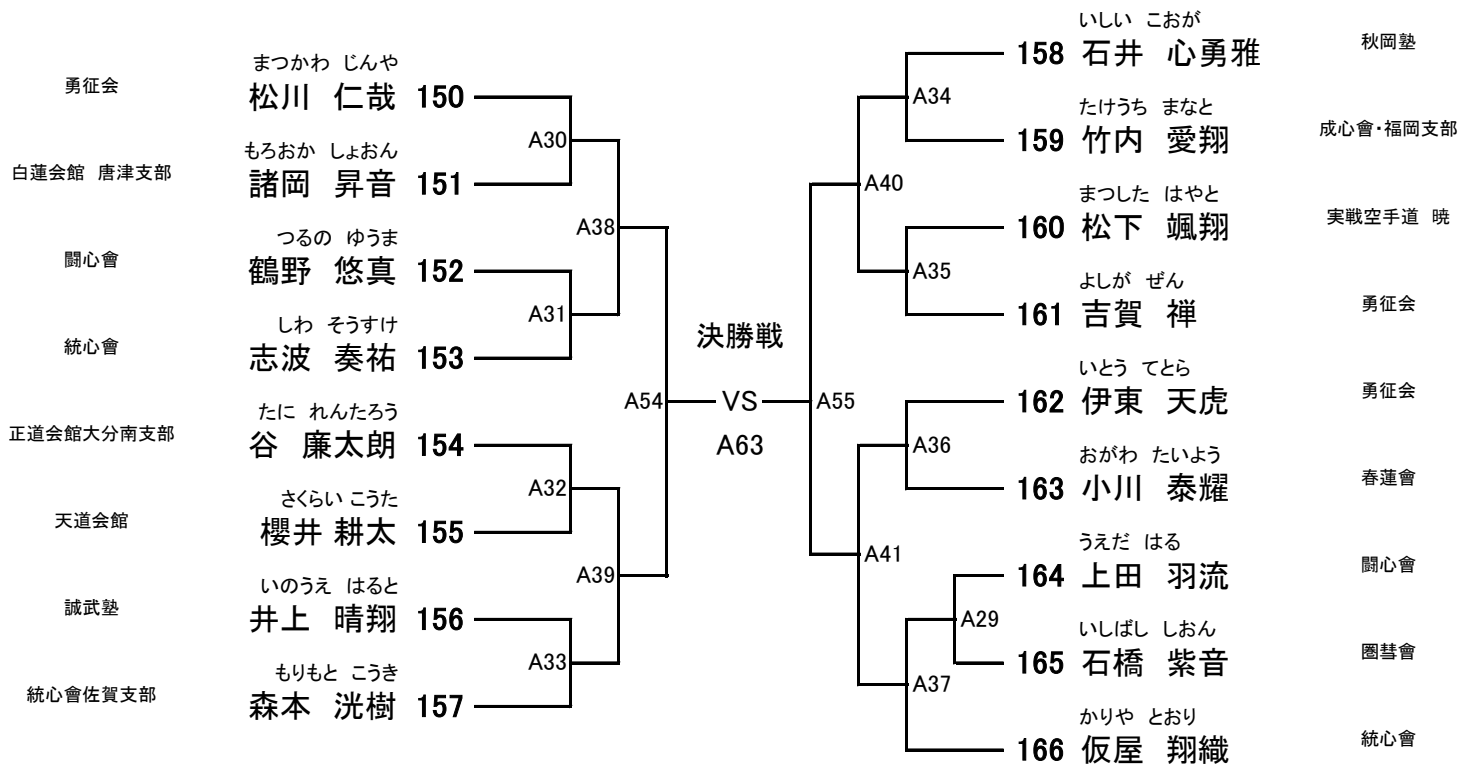 勇征会
まつかわ じんや
松川 仁哉 150
A30
白蓮会館 唐津支部
もろおか しょおん
諸岡 昇音 151
A38
闘心會
つるの ゆうま
鶴野 悠真 152
A31
統心會
しわ そうすけ
志波 奏祐 153
A54
正道会館大分南支部
たに れんたろう
谷 廉太朗 154
A32
天道会館
さくらい こうた
櫻井 耕太 155
A39
誠武塾
いのうえ はると
井上 晴翔 156
A33
統心會佐賀支部
もりもと こうき
森本 洸樹 157
決勝戦
VS
A63
いしい こおが
158 石井 心勇雅
秋岡塾
A34
たけうち まなと
159 竹内 愛翔
成心會・福岡支部
A40
まつした はやと
160 松下 颯翔
実戦空手道 暁
A35
よしが ぜん
161 吉賀 禅
勇征会
A55
いとう てとら
162 伊東 天虎
勇征会
A36
おがわ たいよう
163 小川 泰耀
春蓮會
A41
うえだ はる
164 上田 羽流
闘心會
A29
いしばし しおん
165 石橋 紫音
圏彗會
A37
かりや とおり
166 仮屋 翔織
統心會